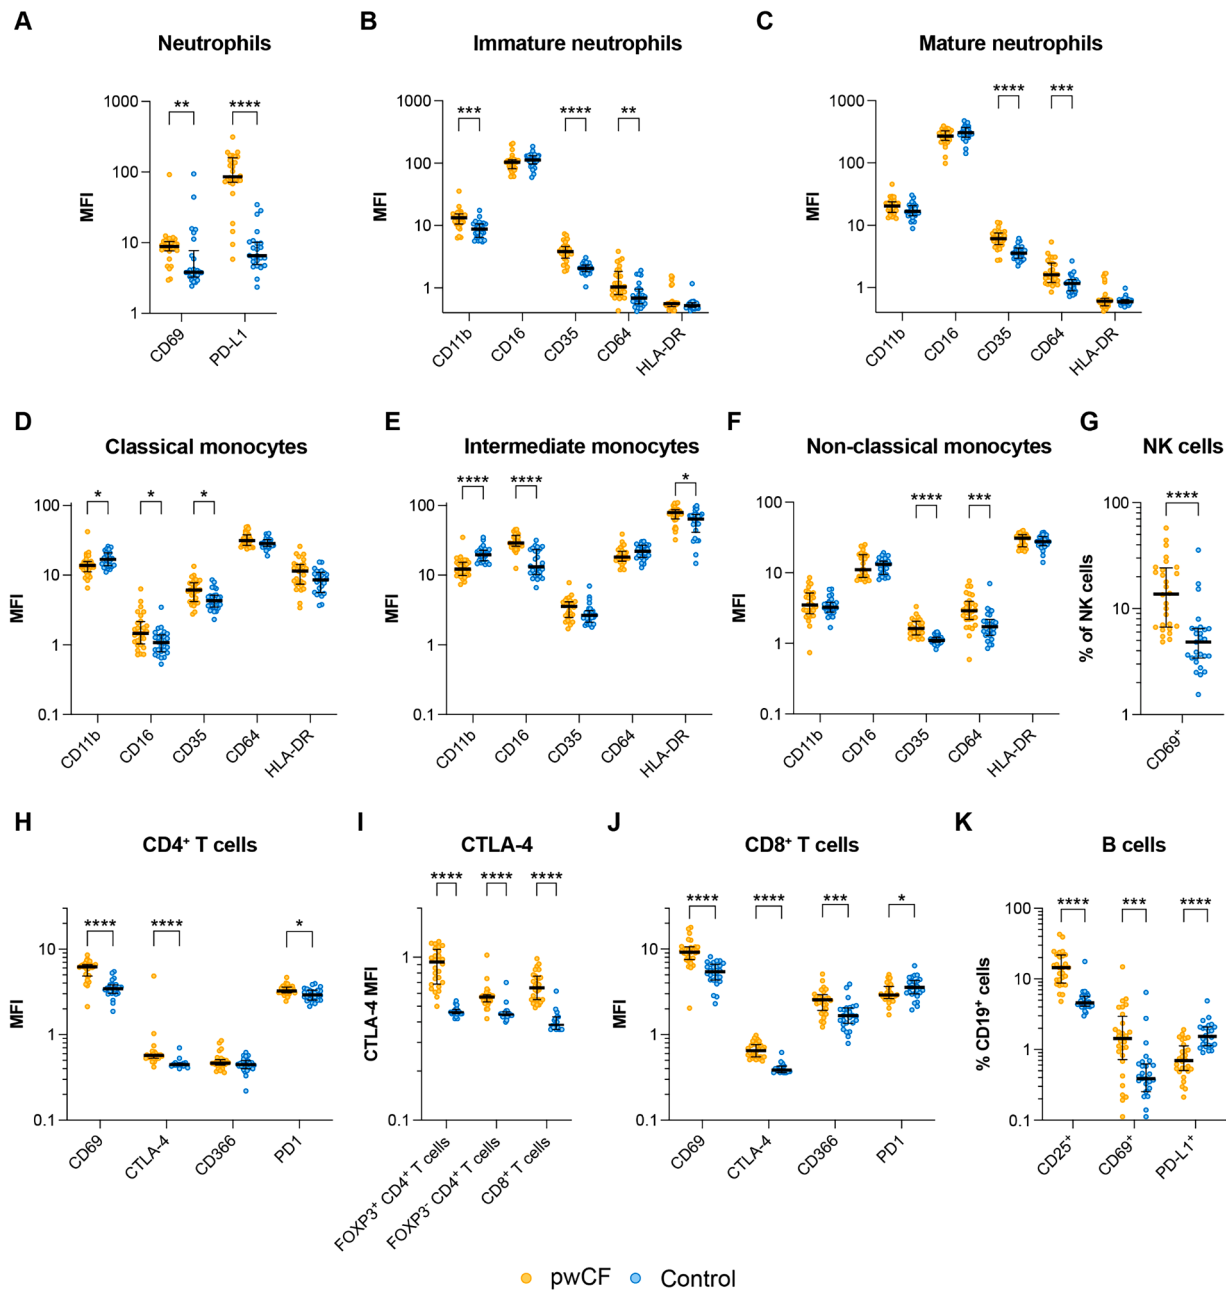 A
Neutrophils
MFI
1000
100
10
1
**
****
CD69
PD-L1
B
Immature neutrophils
MFI
1000
100
10
1
***
****
**
CD11b
CD16
CD35
CD64
HLA-DR
C
Mature neutrophils
MFI
1000
100
10
1
****
***
CD11b
CD16
CD35
CD64
HLA-DR
D
Classical monocytes
MFI
100
10
1
0.1
*
*
*
CD11b
CD16
CD35
CD64
HLA-DR
E
Intermediate monocytes
MFI
100
10
1
0.1
****
****
*
CD11b
CD16
CD35
CD64
HLA-DR
F
Non-classical monocytes
MFI
100
10
1
0.1
****
***
CD11b
CD16
CD35
CD64
HLA-DR
G
NK cells
% of NK cells
100
10
1
****
CD69⁺
H
CD4⁺ T cells
MFI
10
1
0.1
****
****
*
CD69
CTLA-4
CD366
PD1
I
CTLA-4
CTLA-4 MFI
1
0.1
****
****
****
FOXP3⁺ CD4⁺ T cells
FOXP3⁻ CD4⁺ T cells
CD8⁺ T cells
J
CD8⁺ T cells
MFI
10
1
0.1
****
****
***
*
CD69
CTLA-4
CD366
PD1
K
B cells
% CD19⁺ cells
100
10
1
0.1
****
***
****
CD25⁺
CD69⁺
PD-L1⁺
pwCF
Control